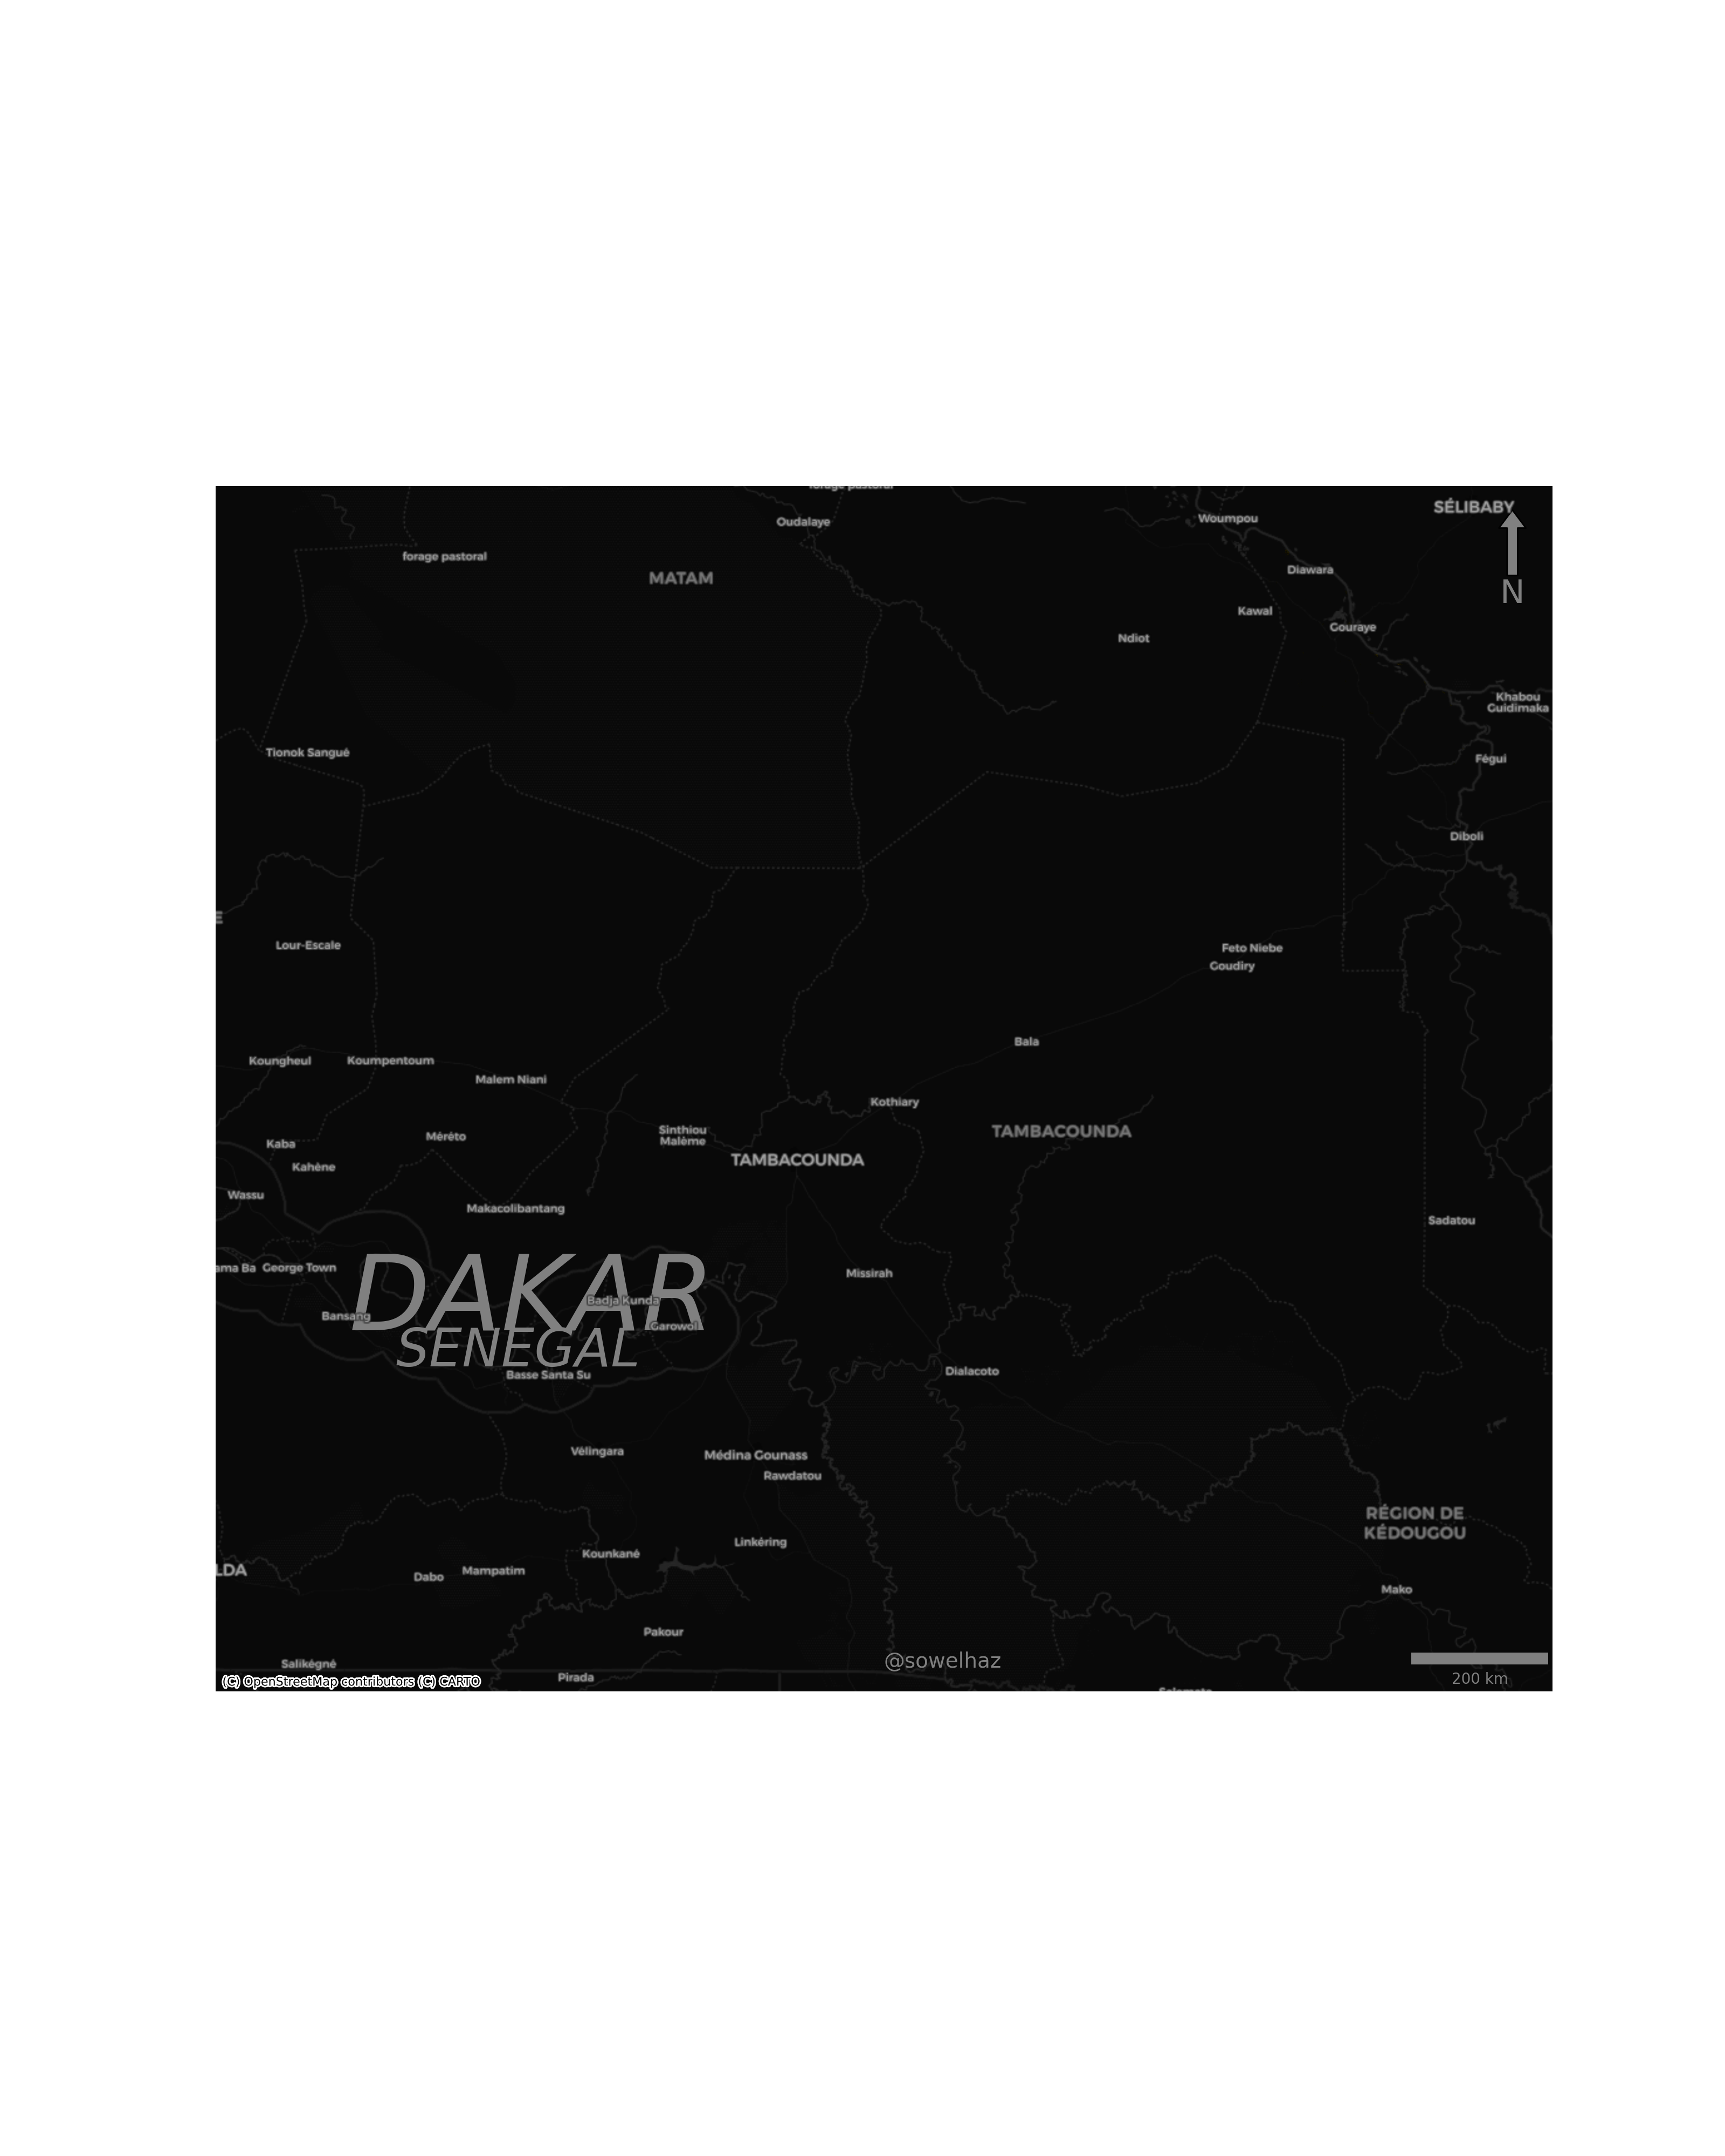 forage pastoral
SÉLIBABY
Woumpou
Oudalaye
forage pastoral
Diawara
MATAM
N
Kawal
Gouraye
Ndiot
Khabou
Guidimaka
Tionok Sangué
Fégui
Diboli
E
Lour-Escale
Feto Niebe
Goudiry
Bala
Koungheul
Koumpentoum
Malem Niani
Kothiary
Sinthiou
Malème
TAMBACOUNDA
Méréto
Kaba
TAMBACOUNDA
Kahène
Wassu
Makacolibantang
Sadatou
ama Ba
George Town
Missirah
DAKAR
Badja Kunda
Bansang
Garowol
SENEGAL
Basse Santa Su
Dialacoto
Vélingara
Médina Gounass
Rawdatou
RÉGION DE
KÉDOUGOU
Linkéring
Kounkané
LDA
Dabo
Mampatim
Mako
Pakour
@sowelhaz
Salikégné
Pirada
200 km
(C) OpenStreetMap contributors (C) CARTO